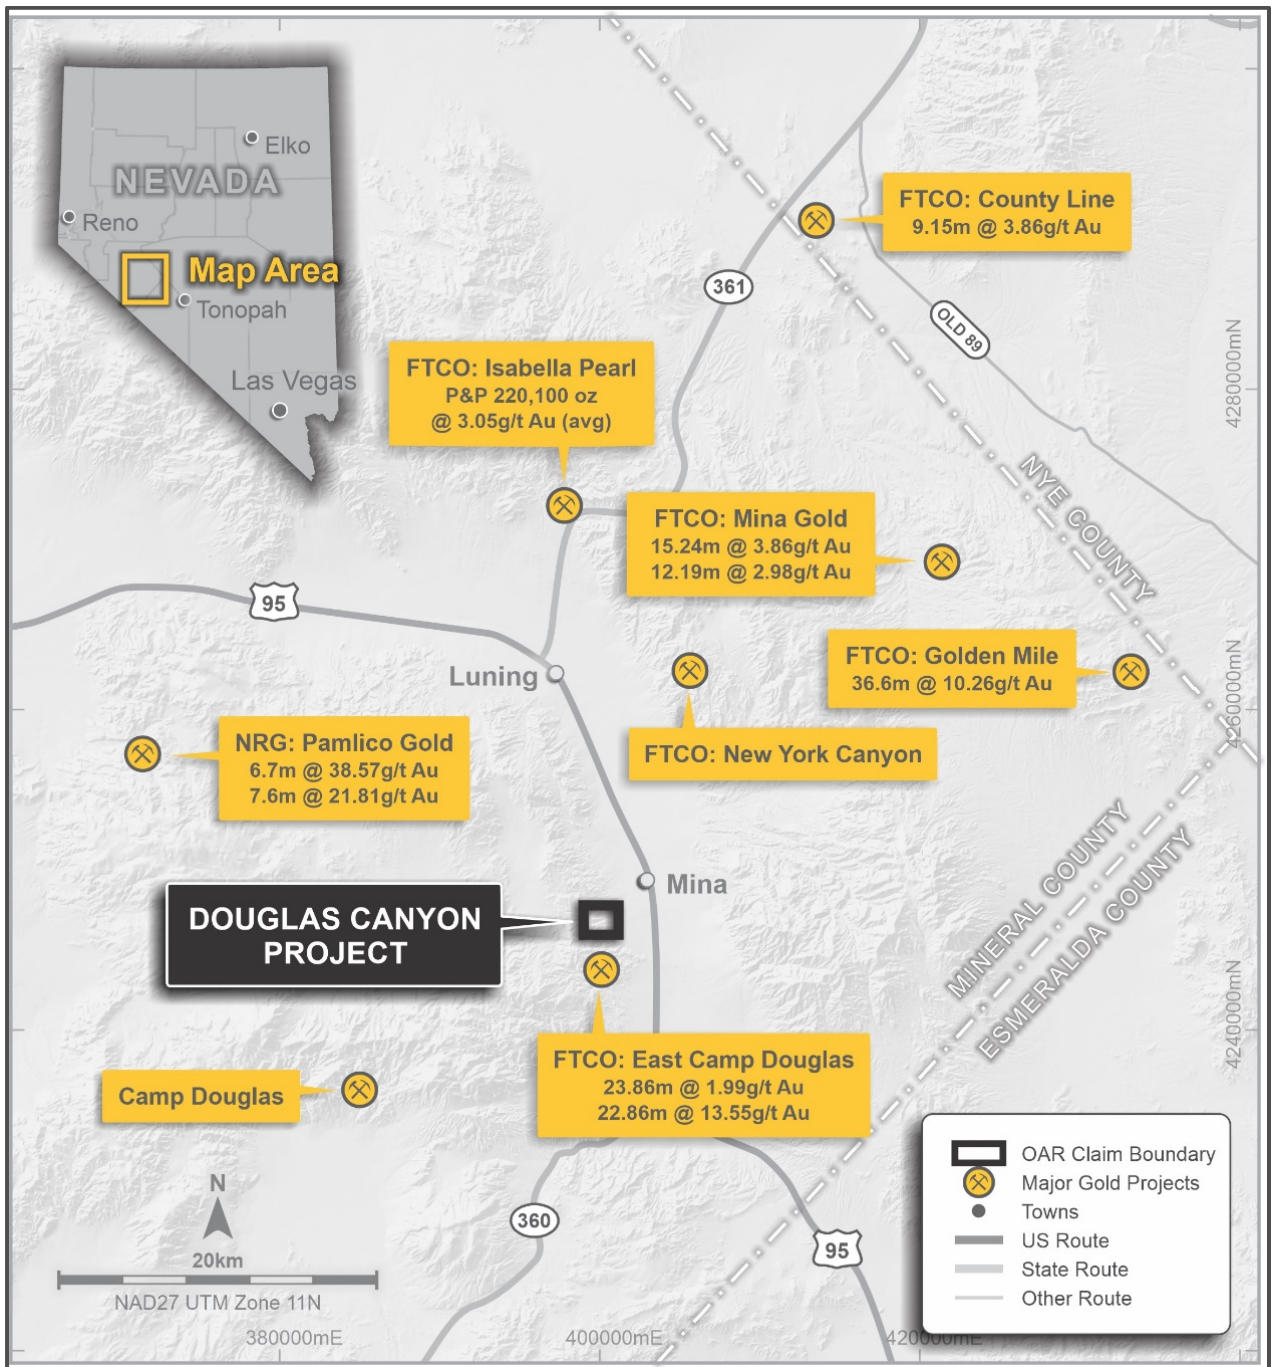 NEVADA
Elko
Reno
Map Area
Tonopah
Las Vegas
FTCO: County Line
9.15m @ 3.86g/t Au
361
OLD 89
FTCO: Isabella Pearl
P&P 220,100 oz
@ 3.05g/t Au (avg)
4280000mN
FTCO: Mina Gold
15.24m @ 3.86g/t Au
12.19m @ 2.98g/t Au
NYE COUNTY
95
FTCO: Golden Mile
36.6m @ 10.26g/t Au
4260000mN
Luning
FTCO: New York Canyon
NRG: Pamlico Gold
6.7m @ 38.57g/t Au
7.6m @ 21.81g/t Au
MINERAL COUNTY
ESMERALDA COUNTY
Mina
DOUGLAS CANYON
PROJECT
4240000mN
FTCO: East Camp Douglas
23.86m @ 1.99g/t Au
22.86m @ 13.55g/t Au
Camp Douglas
N
20km
NAD27 UTM Zone 11N
360
95
OAR Claim Boundary
Major Gold Projects
Towns
US Route
State Route
Other Route
380000mE
400000mE
420000mE